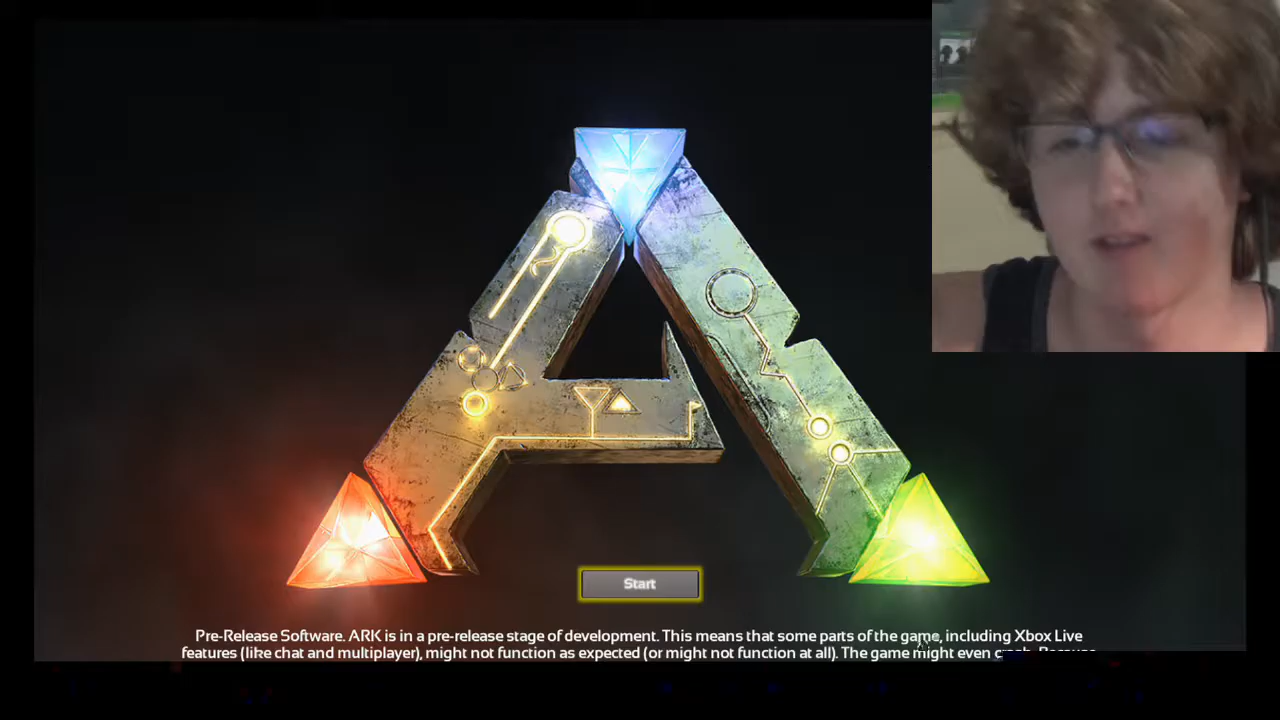 Start
Pre-Release Software. ARK is in a pre-release stage of development. This means that some parts of the game, including Xbox Live
features (like chat and multiplayer), might not function as expected (or might not function at all). The game might even crash. Because